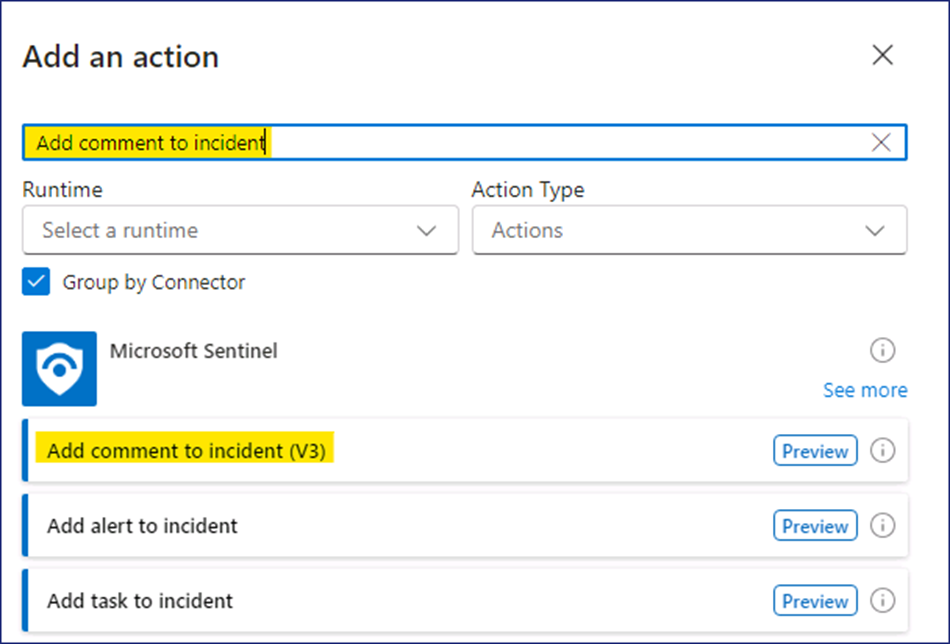 Add an action
Add comment to incident
Runtime
Action Type
Select a runtime
Actions
Group by Connector
Microsoft Sentinel
See more
Add comment to incident (V3)
Preview
Add alert to incident
Preview
Add task to incident
Preview